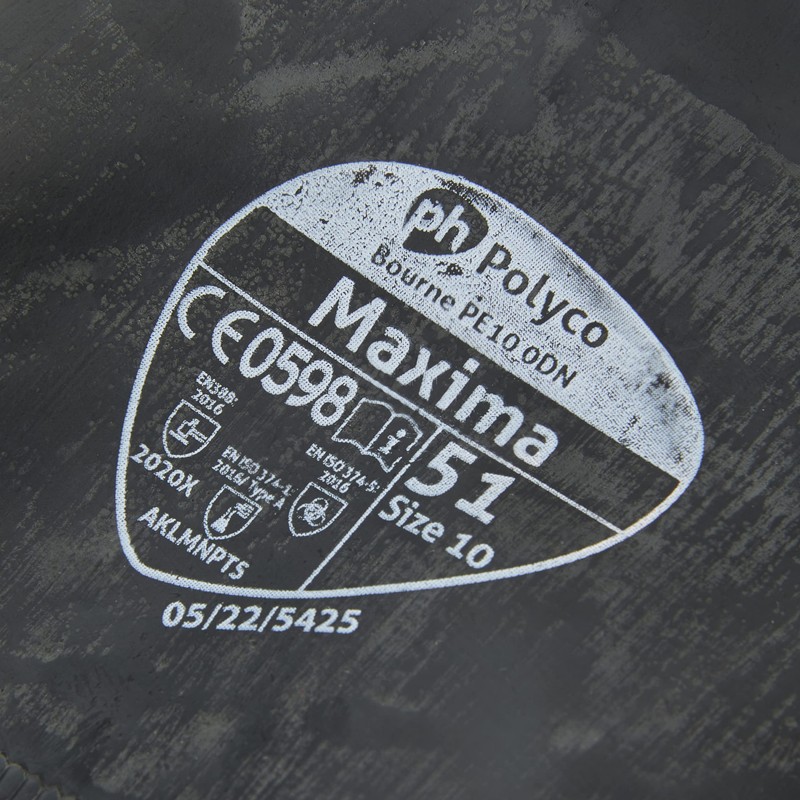 ph Polyco
Bourne PE10 0DN
Maxima
CE0598
i
51
Size 10
EN388:
2016
2020X
EN ISO 374-1:
2016/Type A
AKLMNPTS
EN ISO 374-5:
2016
05/22/5425